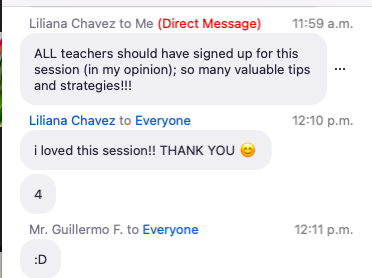 Liliana Chavez to Me (Direct Message) 11:59 a.m.
ALL teachers should have signed up for this
session (in my opinion); so many valuable tips
and strategies!!!
Liliana Chavez to Everyone 12:10 p.m.
i loved this session!! THANK YOU 😊
4
Mr. Guillermo F. to Everyone 12:11 p.m.
:D